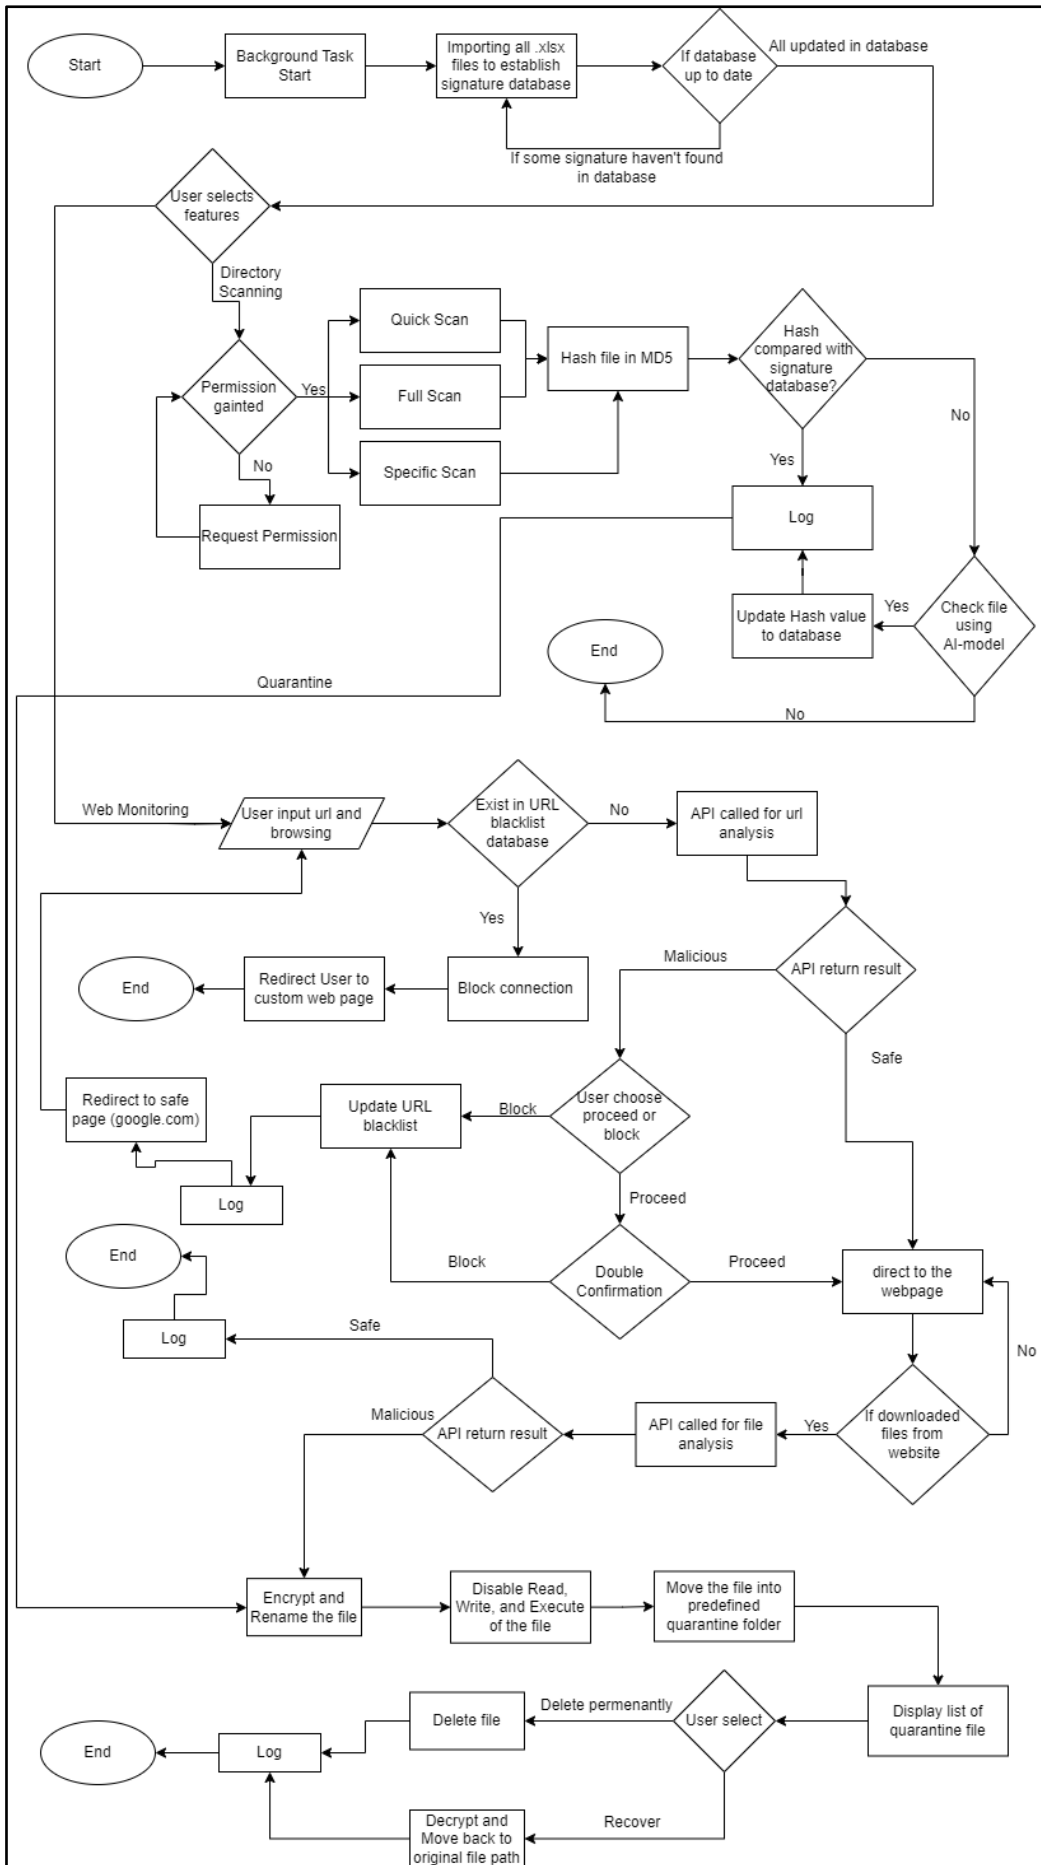 Start
Background Task
Start
Importing all .xlsx
files to establish
signature database
If database
up to date
All updated in database
If some signature haven't found
in database
User selects
features
Directory
Scanning
Quick Scan
Hash
compared with
signature
database?
Hash file in MD5
Permission
gainted
Yes
Full Scan
No
Yes
No
Specific Scan
Log
Request Permission
Yes
Check file
using
AI-model
Update Hash value
to database
End
Quarantine
No
Web Monitoring
User input url and
browsing
Exist in URL
blacklist
database
No
API called for url
analysis
Yes
Malicious
API return result
End
Redirect User to
custom web page
Block connection
Safe
Redirect to safe
page (google.com)
Update URL
blacklist
Block
User choose
proceed or
block
Log
Proceed
End
Block
Double
Confirmation
Proceed
direct to the
webpage
Log
Safe
No
Malicious
API return result
API called for file
analysis
Yes
If downloaded
files from
website
Encrypt and
Rename the file
Disable Read,
Write, and Execute
of the file
Move the file into
predefined
quarantine folder
Delete permenantly
Delete file
User select
Display list of
quarantine file
End
Log
Recover
Decrypt and
Move back to
original file path